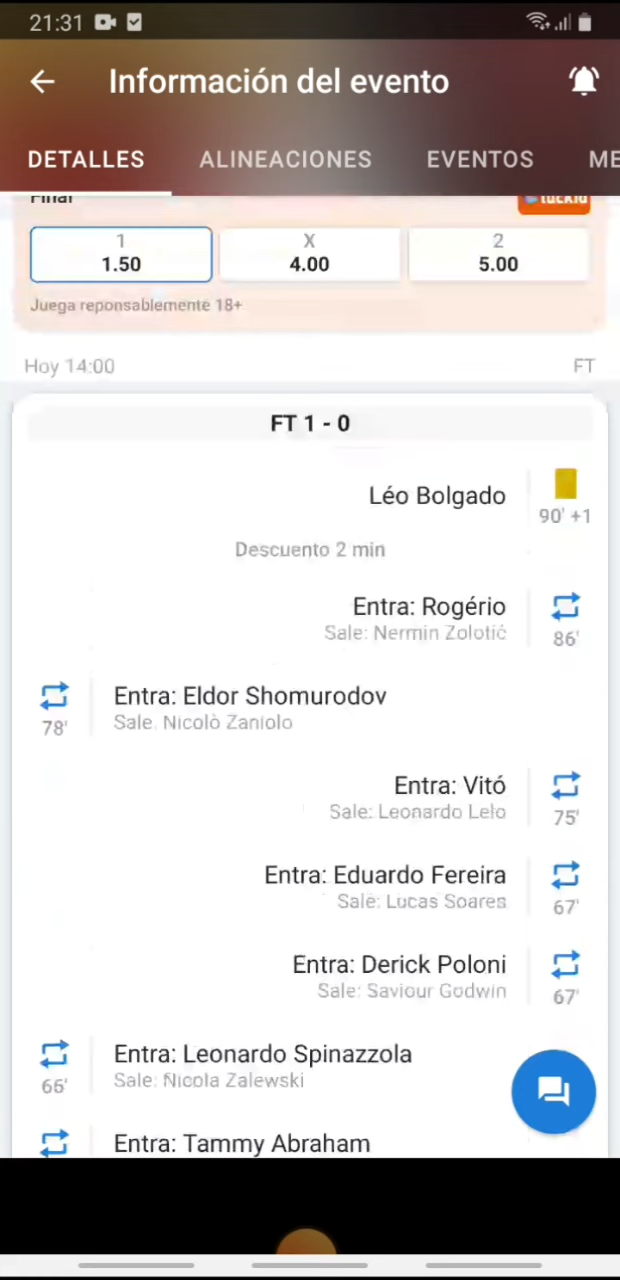 21:31
Información del evento
DETALLES ALINEACIONES EVENTOS ME
Final
luckia
1 X 2
1.50 4.00 5.00
Juega reponsablemente 18+
Hoy 14:00 FT
FT 1 - 0
Léo Bolgado
90' +1
Descuento 2 min
Entra: Rogério
Sale: Nermin Zolotić
86'
Entra: Eldor Shomurodov
Sale: Nicolò Zaniolo
78'
Entra: Vitó
Sale: Leonardo Lelo
75'
Entra: Eduardo Fereira
Sale: Lucas Soares
67'
Entra: Derick Poloni
Sale: Saviour Godwin
67'
Entra: Leonardo Spinazzola
Sale: Nicola Zalewski
66'
Entra: Tammy Abraham